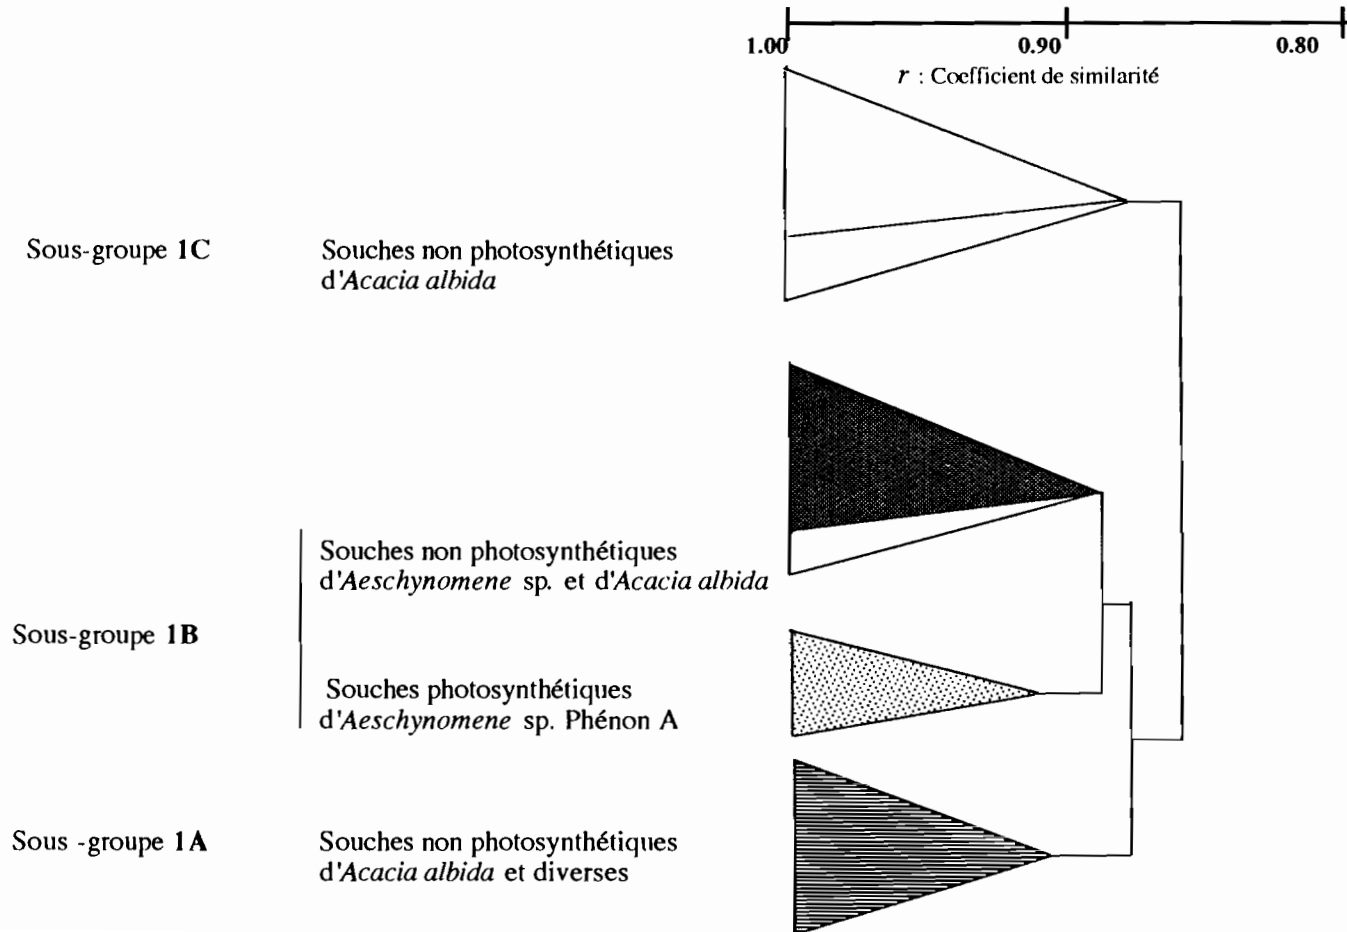 1.00 0.90 0.80
r : Coefficient de similarité
Sous-groupe 1C
Souches non photosynthétiques
d'Acacia albida
Souches non photosynthétiques
d'Aeschynomene sp. et d'Acacia albida
Sous-groupe 1B
Souches photosynthétiques
d'Aeschynomene sp. Phénon A
Sous -groupe 1A
Souches non photosynthétiques
d'Acacia albida et diverses